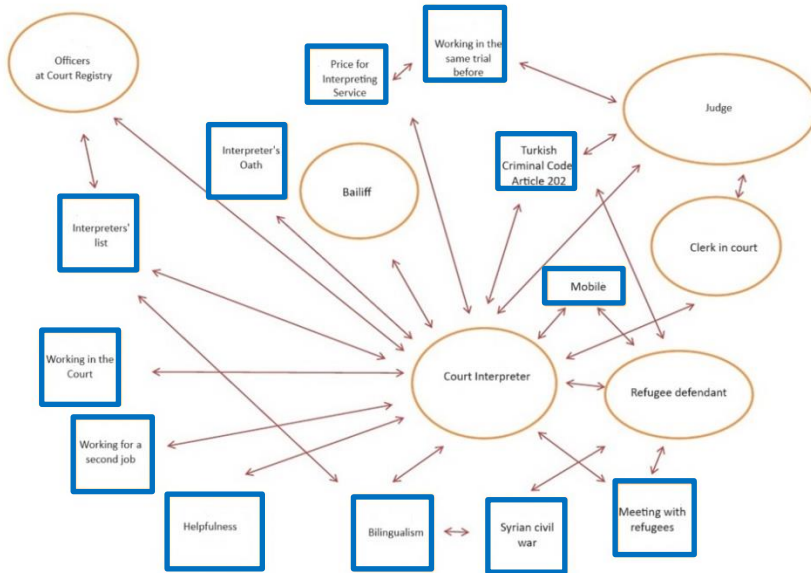 Officers
at Court Registry
Price for
Interpreting
Service
Working in the
same trial
before
Judge
Interpreter's
Oath
Bailiff
Turkish
Criminal Code
Article 202
Interpreters'
list
Clerk in court
Mobile
Working in the
Court
Court Interpreter
Refugee defendant
Working for a
second job
Helpfulness
Bilingualism
Syrian civil
war
Meeting with
refugees